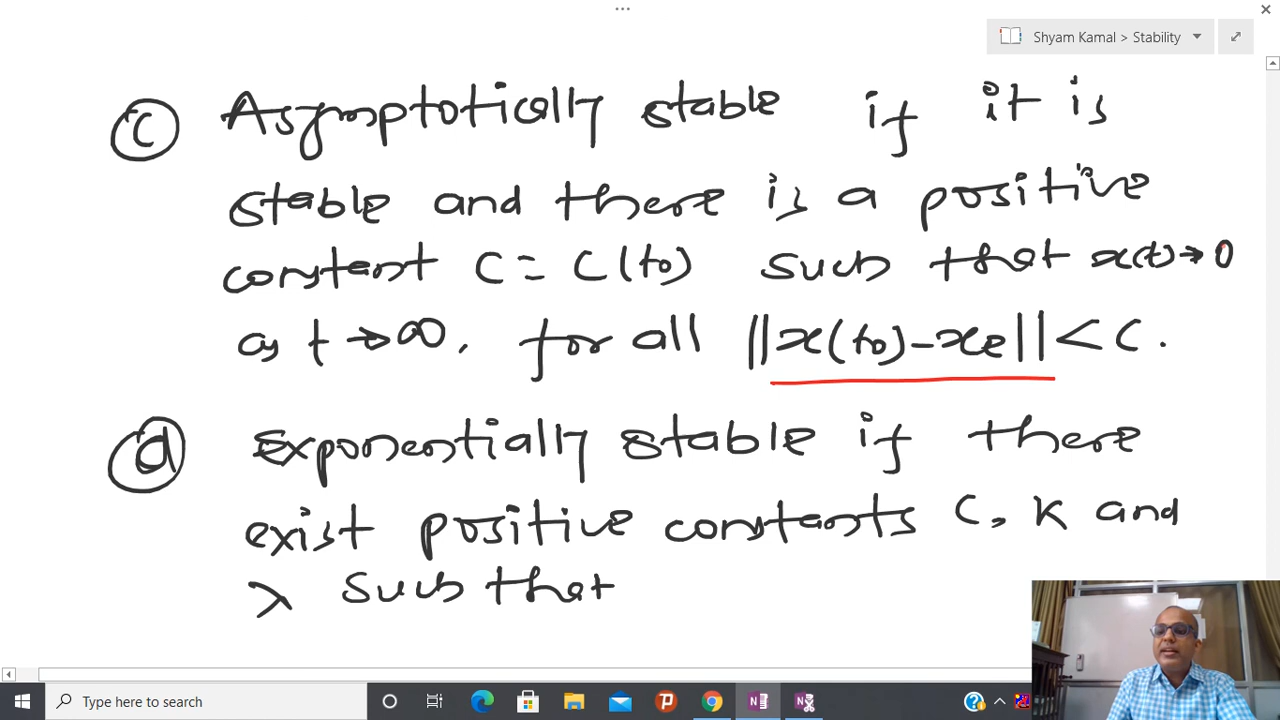 Shyam Kamal > Stability
(c) Asymptotically stable if it is
stable and there is a positive
constant C = C(t₀) such that x(t) → 0
as t → ∞, for all ||x(t₀) - xₑ|| < C.
(d) Exponentially stable if there
exist positive constants C, K and
λ such that
Type here to search